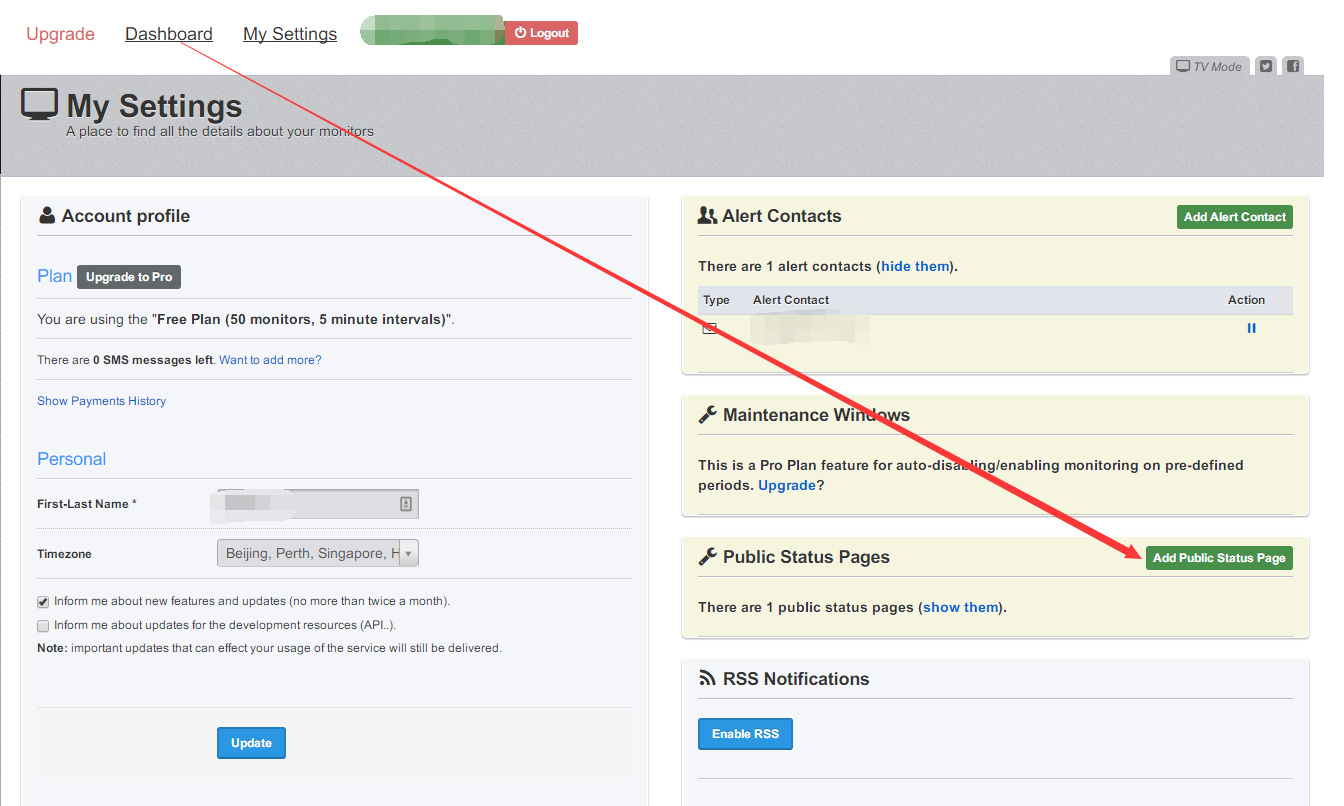 Upgrade Dashboard My Settings Logout
TV Mode
My Settings
A place to find all the details about your monitors
Account profile
Plan Upgrade to Pro
You are using the "Free Plan (50 monitors, 5 minute intervals)".
There are 0 SMS messages left. Want to add more?
Show Payments History
Personal
First-Last Name *
Timezone Beijing, Perth, Singapore, H
Inform me about new features and updates (no more than twice a month).
Inform me about updates for the development resources (API..).
Note: important updates that can effect your usage of the service will still be delivered.
Update
Alert Contacts Add Alert Contact
There are 1 alert contacts (hide them).
Type Alert Contact Action
Maintenance Windows
This is a Pro Plan feature for auto-disabling/enabling monitoring on pre-defined
periods. Upgrade?
Public Status Pages Add Public Status Page
There are 1 public status pages (show them).
RSS Notifications
Enable RSS